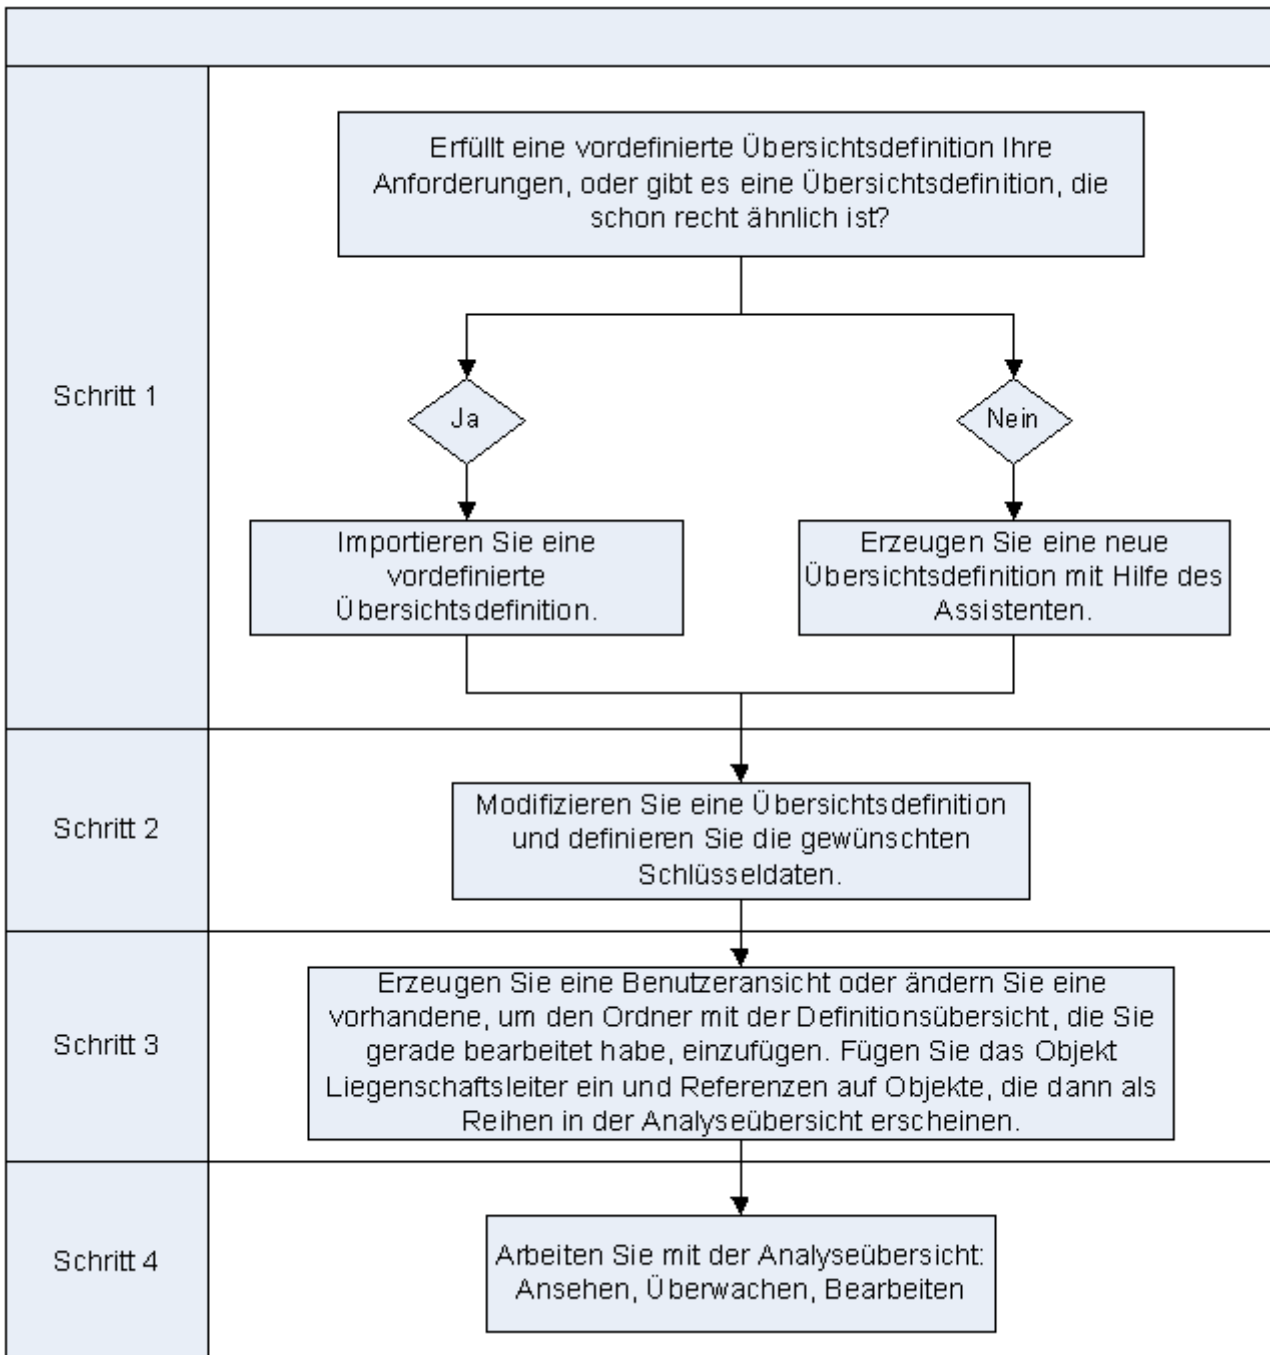 Erfüllt eine vordefinierte Übersichtsdefinition Ihre
Anforderungen, oder gibt es eine Übersichtsdefinition, die
schon recht ähnlich ist?
Schritt 1
Ja
Nein
Importieren Sie eine
vordefinierte
Übersichtsdefinition.
Erzeugen Sie eine neue
Übersichtsdefinition mit Hilfe des
Assistenten.
Schritt 2
Modifizieren Sie eine Übersichtsdefinition
und definieren Sie die gewünschten
Schlüsseldaten.
Schritt 3
Erzeugen Sie eine Benutzeransicht oder ändern Sie eine
vorhandene, um den Ordner mit der Definitionsübersicht, die Sie
gerade bearbeitet habe, einzufügen. Fügen Sie das Objekt
Liegenschaftsleiter ein und Referenzen auf Objekte, die dann als
Reihen in der Analyseübersicht erscheinen.
Schritt 4
Arbeiten Sie mit der Analyseübersicht:
Ansehen, Überwachen, Bearbeiten